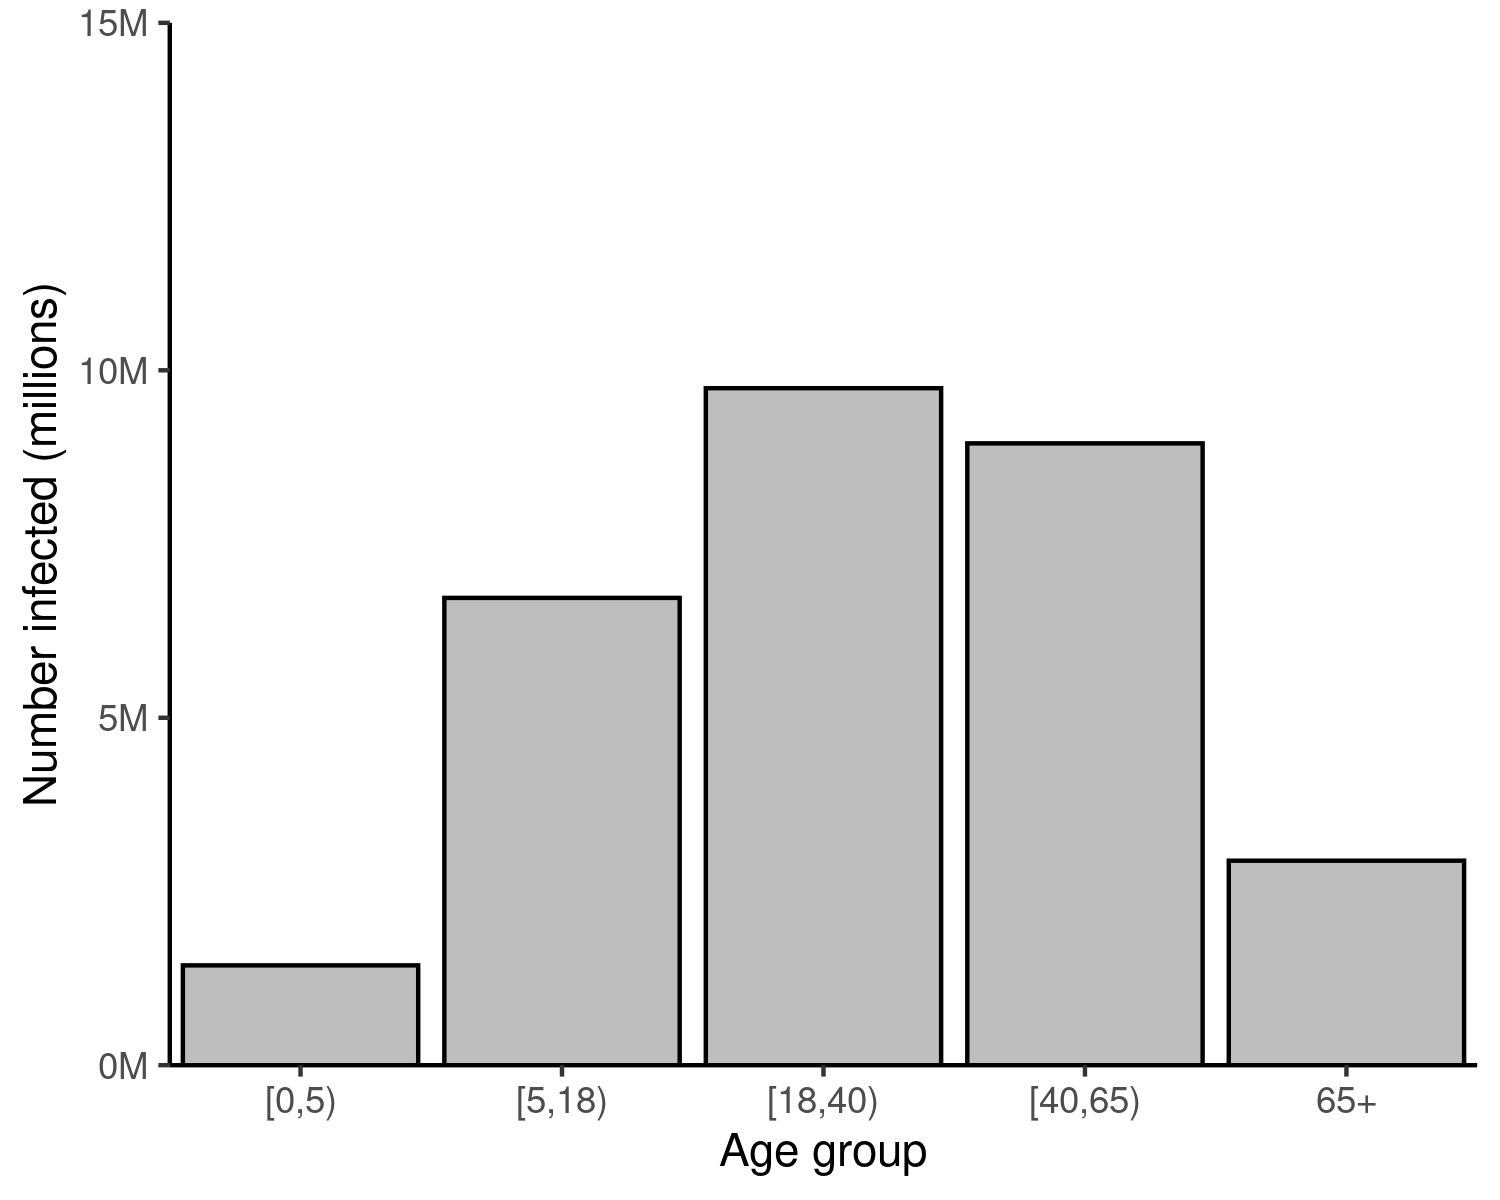 15M
10M
5M
0M
Number infected (millions)
[0,5)
[5,18)
[18,40)
[40,65)
65+
Age group